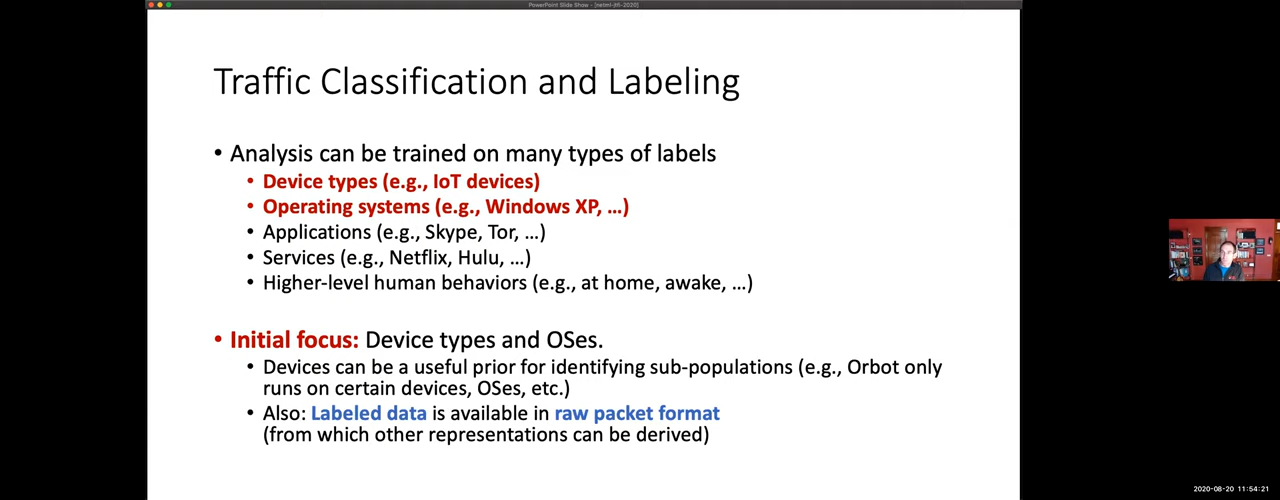 PowerPoint Slide Show - [netml-jtfi-2020]
Traffic Classification and Labeling
• Analysis can be trained on many types of labels
• Device types (e.g., IoT devices)
• Operating systems (e.g., Windows XP, …)
• Applications (e.g., Skype, Tor, …)
• Services (e.g., Netflix, Hulu, …)
• Higher-level human behaviors (e.g., at home, awake, …)
• Initial focus: Device types and OSes.
• Devices can be a useful prior for identifying sub-populations (e.g., Orbot only
runs on certain devices, OSes, etc.)
• Also: Labeled data is available in raw packet format
(from which other representations can be derived)
2020-08-20 11:54:21